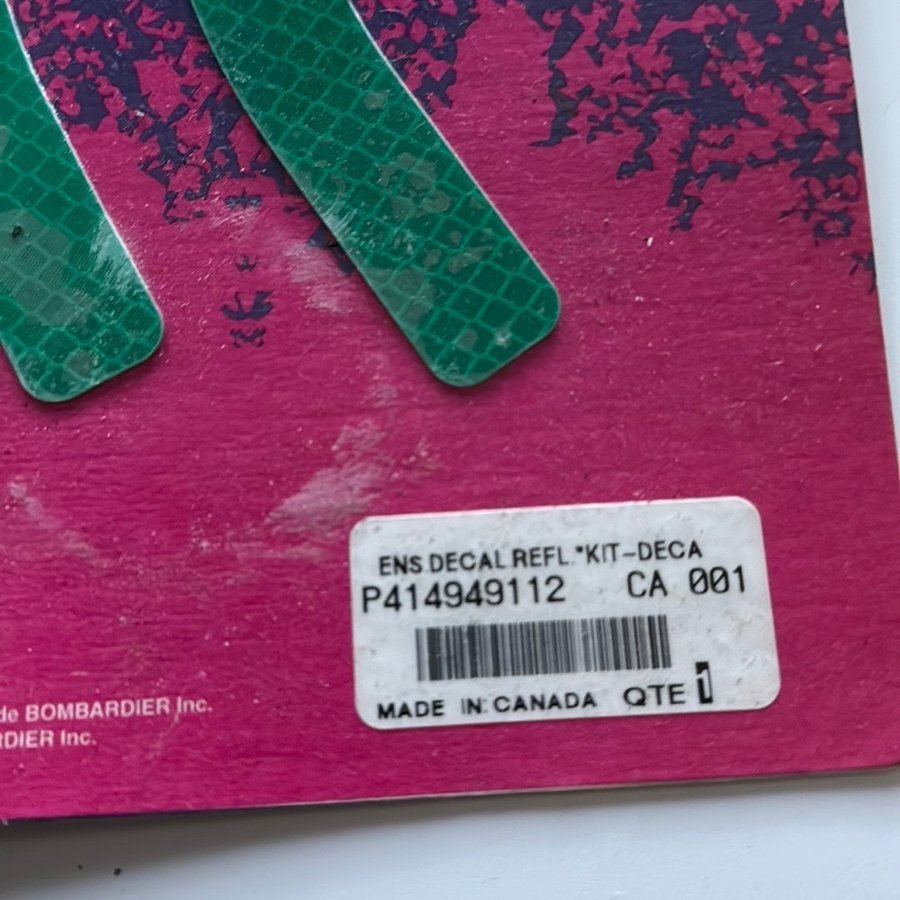 ENS DECAL REFL.*KIT-DECA
P414949112 CA 001
MADE IN CANADA QTE 1
de BOMBARDIER Inc.
RDIER Inc.